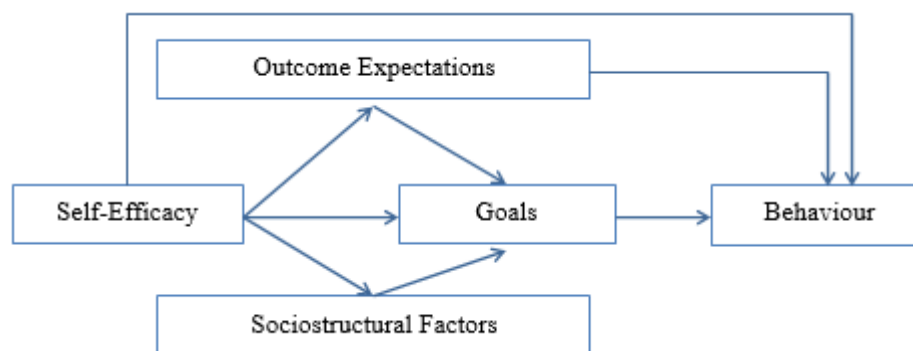 Outcome Expectations
Self-Efficacy
Goals
Behaviour
Sociostructural Factors